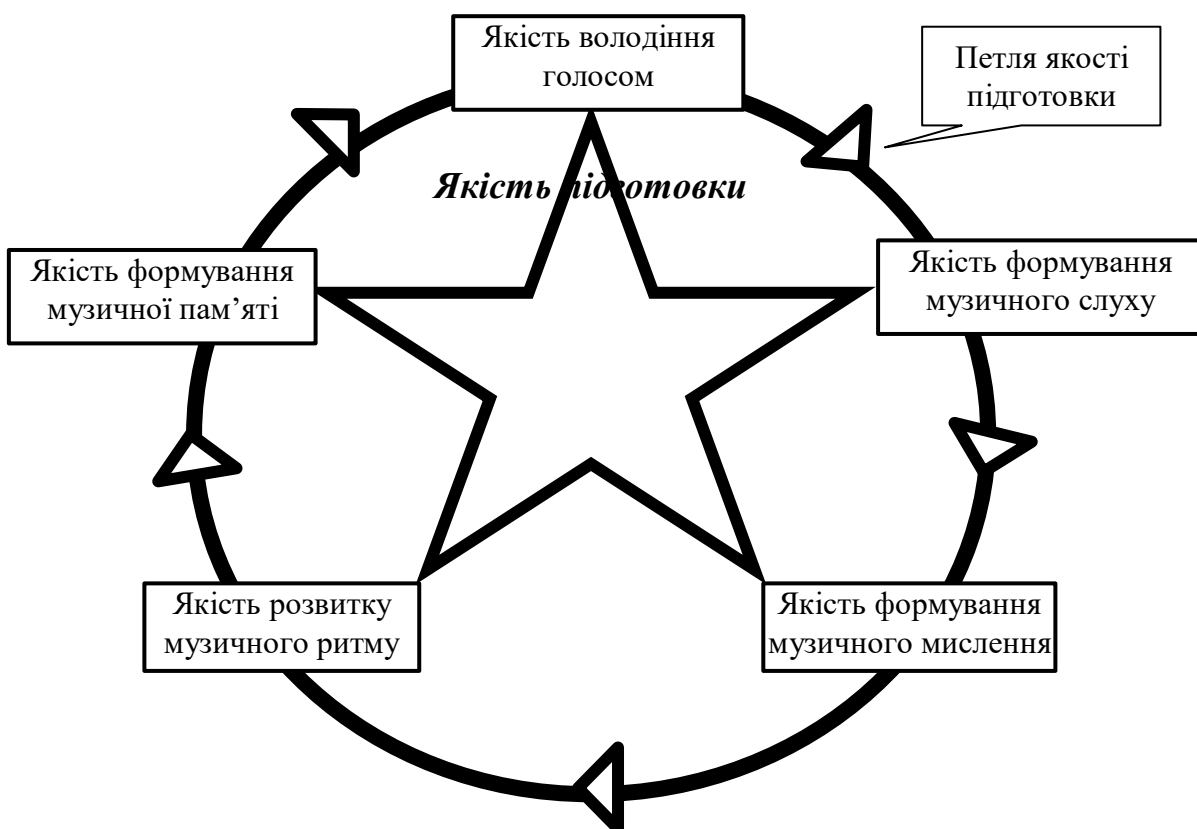 Якість володіння
голосом
Петля якості
підготовки
Якість підготовки
Якість формування
музичної пам’яті
Якість формування
музичного слуху
Якість розвитку
музичного ритму
Якість формування
музичного мислення